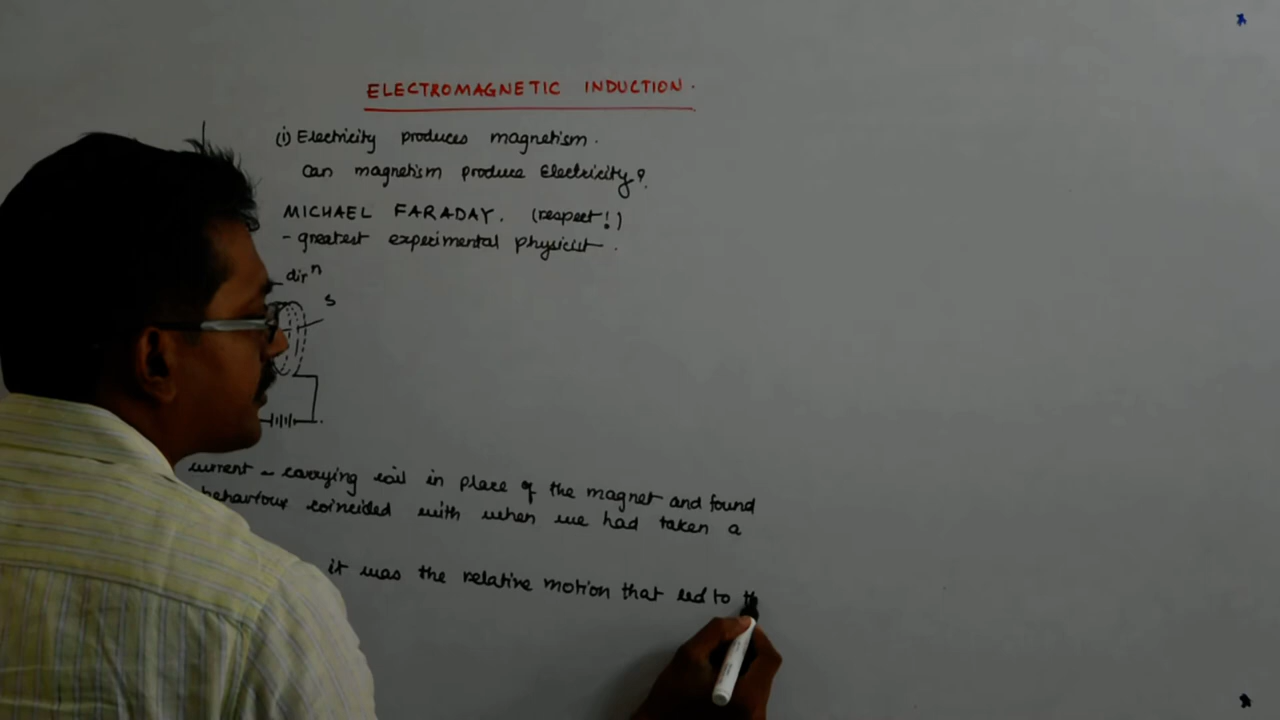 ELECTROMAGNETIC INDUCTION.
(i) Electricity produces magnetism.
Can magnetism produce Electricity?
MICHAEL FARADAY. (respect!)
- greatest experimental physicist.
dirⁿ
S
current - carrying coil in place of the magnet and found
behaviour coincided with when we had taken a
it was the relative motion that led to th